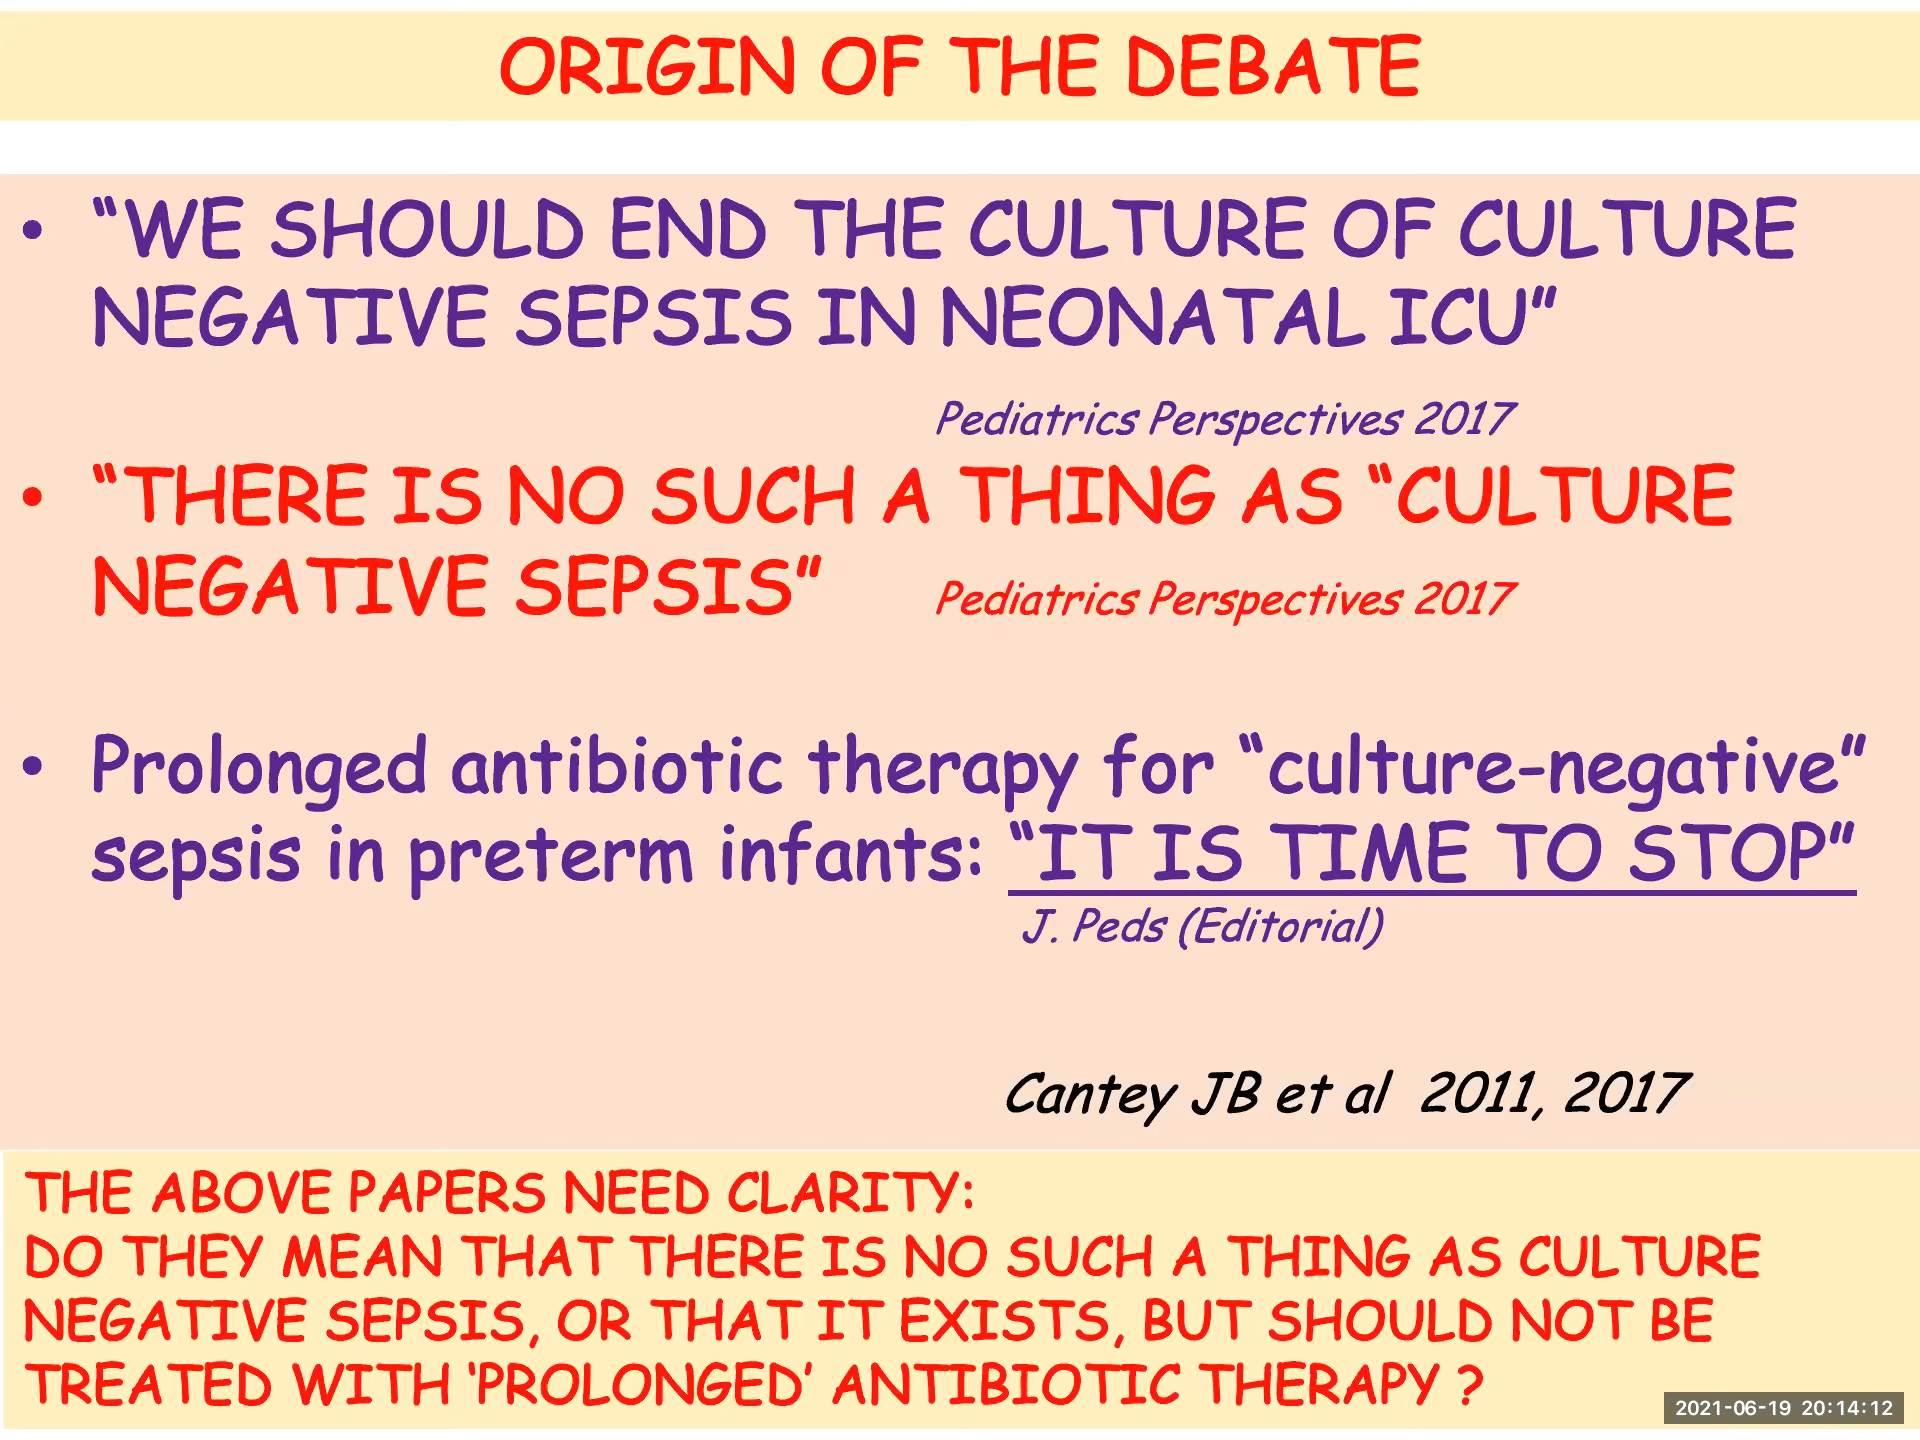 ORIGIN OF THE DEBATE
• “WE SHOULD END THE CULTURE OF CULTURE
NEGATIVE SEPSIS IN NEONATAL ICU”
Pediatrics Perspectives 2017
• “THERE IS NO SUCH A THING AS “CULTURE
NEGATIVE SEPSIS” Pediatrics Perspectives 2017
• Prolonged antibiotic therapy for “culture-negative”
sepsis in preterm infants: “IT IS TIME TO STOP”
J. Peds (Editorial)
Cantey JB et al 2011, 2017
THE ABOVE PAPERS NEED CLARITY:
DO THEY MEAN THAT THERE IS NO SUCH A THING AS CULTURE
NEGATIVE SEPSIS, OR THAT IT EXISTS, BUT SHOULD NOT BE
TREATED WITH ‘PROLONGED’ ANTIBIOTIC THERAPY ?
2021-06-19 20:14:12